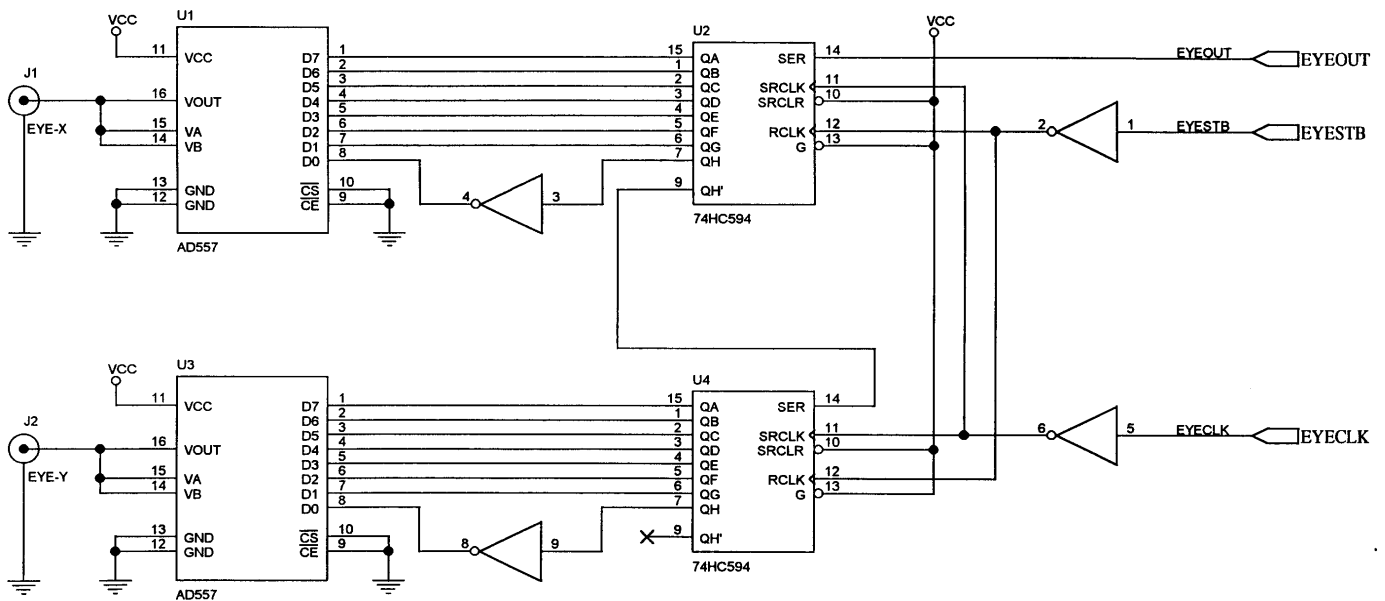 VCC
U1
VCC
U2
11 VCC
D7 1
15 QA
SER 14
EYEOUT
EYEOUT
J1
D6 2
1 QB
D5 3
2 QC
SRCLK 11
16 VOUT
D4 4
3 QD
SRCLR 10
EYE-X
D3 5
4 QE
15 VA
D2 6
5 QF
RCLK 12
2
1
EYESTB
EYESTB
14 VB
D1 7
6 QG
G 13
D0 8
7 QH
13 GND
CS 10
9 QH'
12 GND
CE 9
4
3
AD557
74HC594
VCC
U3
U4
11 VCC
D7 1
15 QA
SER 14
D6 2
1 QB
J2
D5 3
2 QC
SRCLK 11
6
5
EYECLK
EYECLK
16 VOUT
D4 4
3 QD
SRCLR 10
D3 5
4 QE
EYE-Y
15 VA
D2 6
5 QF
RCLK 12
14 VB
D1 7
6 QG
G 13
D0 8
7 QH
13 GND
CS 10
9 QH'
12 GND
CE 9
8
9
AD557
74HC594